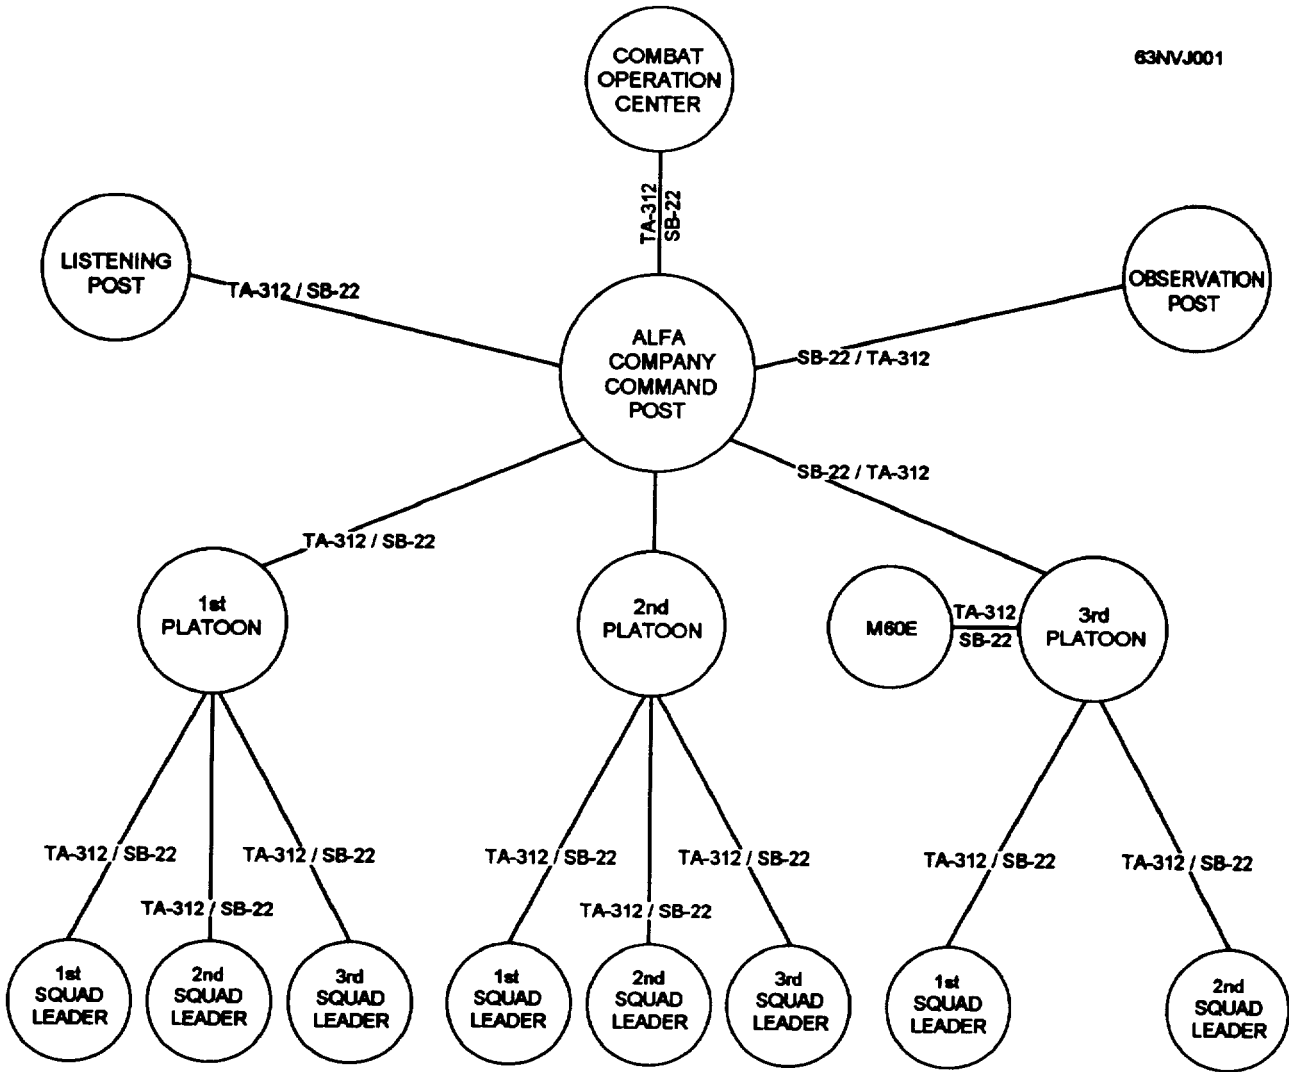 COMBAT
OPERATION
CENTER
63NVJ001
TA-312
SB-22
LISTENING
POST
TA-312 / SB-22
OBSERVATION
POST
ALFA
COMPANY
COMMAND
POST
SB-22 / TA-312
SB-22 / TA-312
TA-312 / SB-22
1st
PLATOON
2nd
PLATOON
M60E
TA-312
SB-22
3rd
PLATOON
TA-312 / SB-22
TA-312 / SB-22
TA-312 / SB-22
TA-312 / SB-22
TA-312 / SB-22
TA-312 / SB-22
TA-312 / SB-22
TA-312 / SB-22
1st
SQUAD
LEADER
2nd
SQUAD
LEADER
3rd
SQUAD
LEADER
1st
SQUAD
LEADER
2nd
SQUAD
LEADER
3rd
SQUAD
LEADER
1st
SQUAD
LEADER
2nd
SQUAD
LEADER